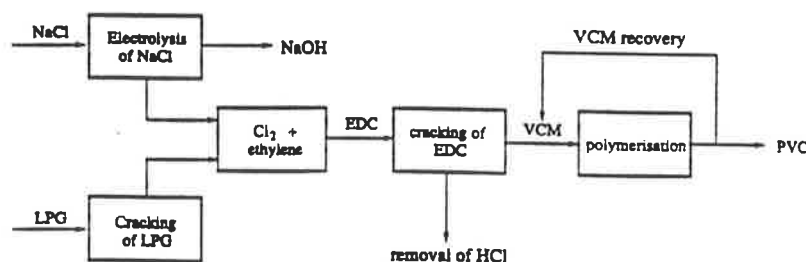 NaCl
Electrolysis
of NaCl
NaOH
VCM recovery
Cl2 +
ethylene
EDC
cracking of
EDC
VCM
polymerisation
PVC
LPG
Cracking
of LPG
removal of HCl